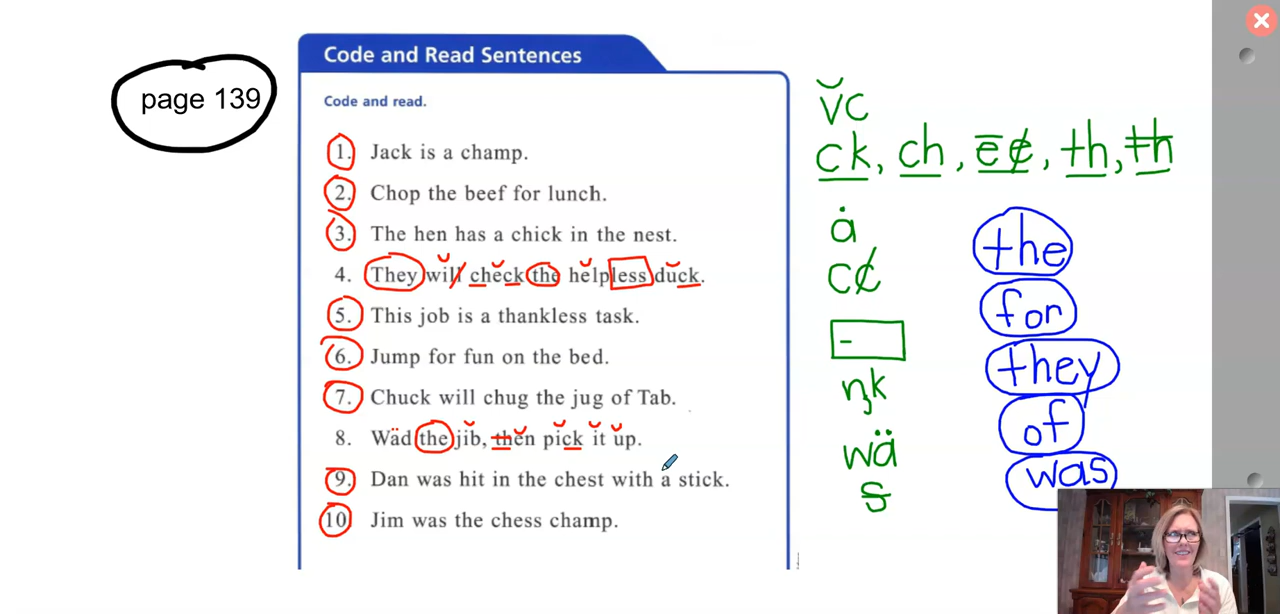 page 139
Code and Read Sentences
Code and read.
1. Jack is a champ.
2. Chop the beef for lunch.
3. The hen has a chick in the nest.
4. They will check the helpless duck.
5. This job is a thankless task.
6. Jump for fun on the bed.
7. Chuck will chug the jug of Tab.
8. Wäd the jib, then pick it up.
9. Dan was hit in the chest with a stick.
10 Jim was the chess champ.
v̆c
ck, ch, ēe̸, th, th
ȧ
cc̸
-
ŋk
wä
s
the
for
they
of
was